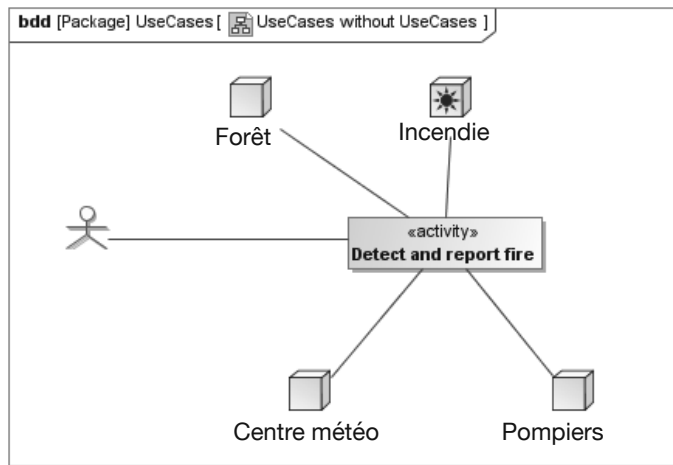 bdd [Package] UseCases [ UseCases without UseCases ]
Forêt
Incendie
«activity»
Detect and report fire
Centre météo
Pompiers